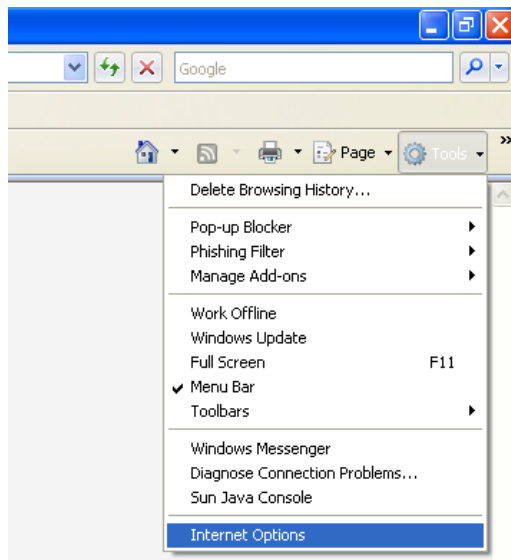 Google
Page
Tools
Delete Browsing History...
Pop-up Blocker
Phishing Filter
Manage Add-ons
Work Offline
Windows Update
Full Screen F11
Menu Bar
Toolbars
Windows Messenger
Diagnose Connection Problems...
Sun Java Console
Internet Options